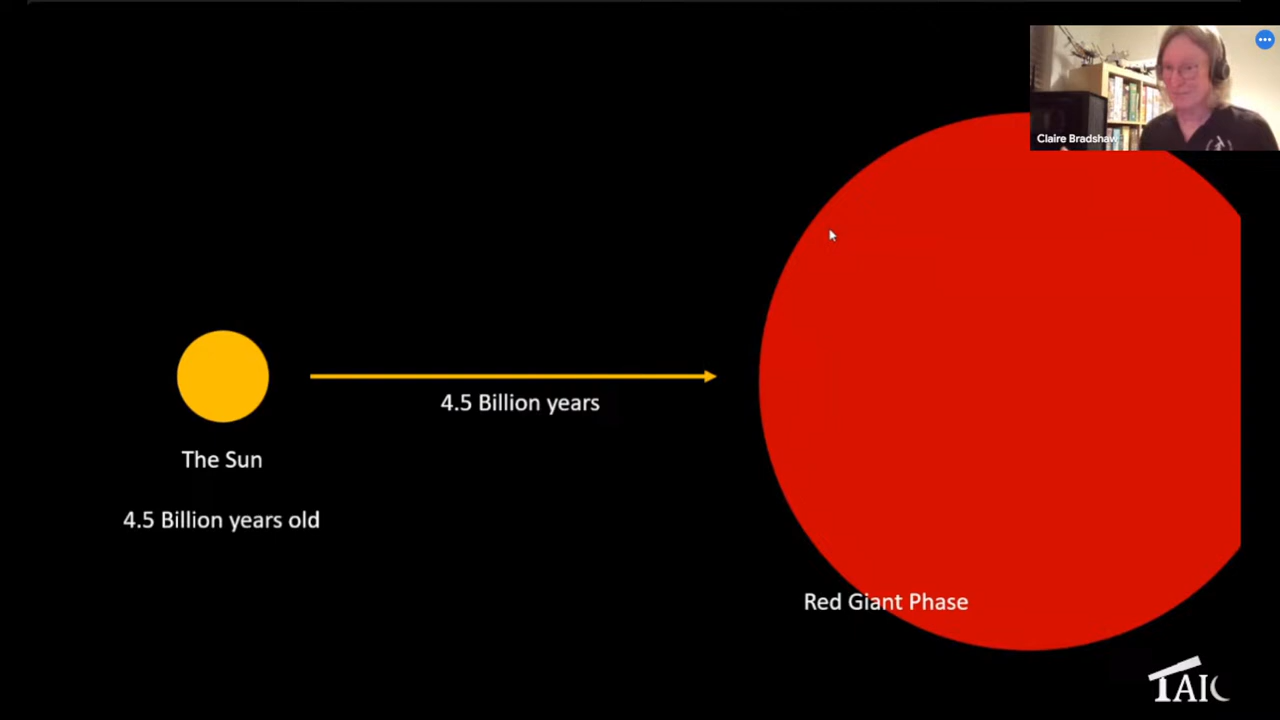 Claire Bradshaw
4.5 Billion years
The Sun
4.5 Billion years old
Red Giant Phase
TAIC